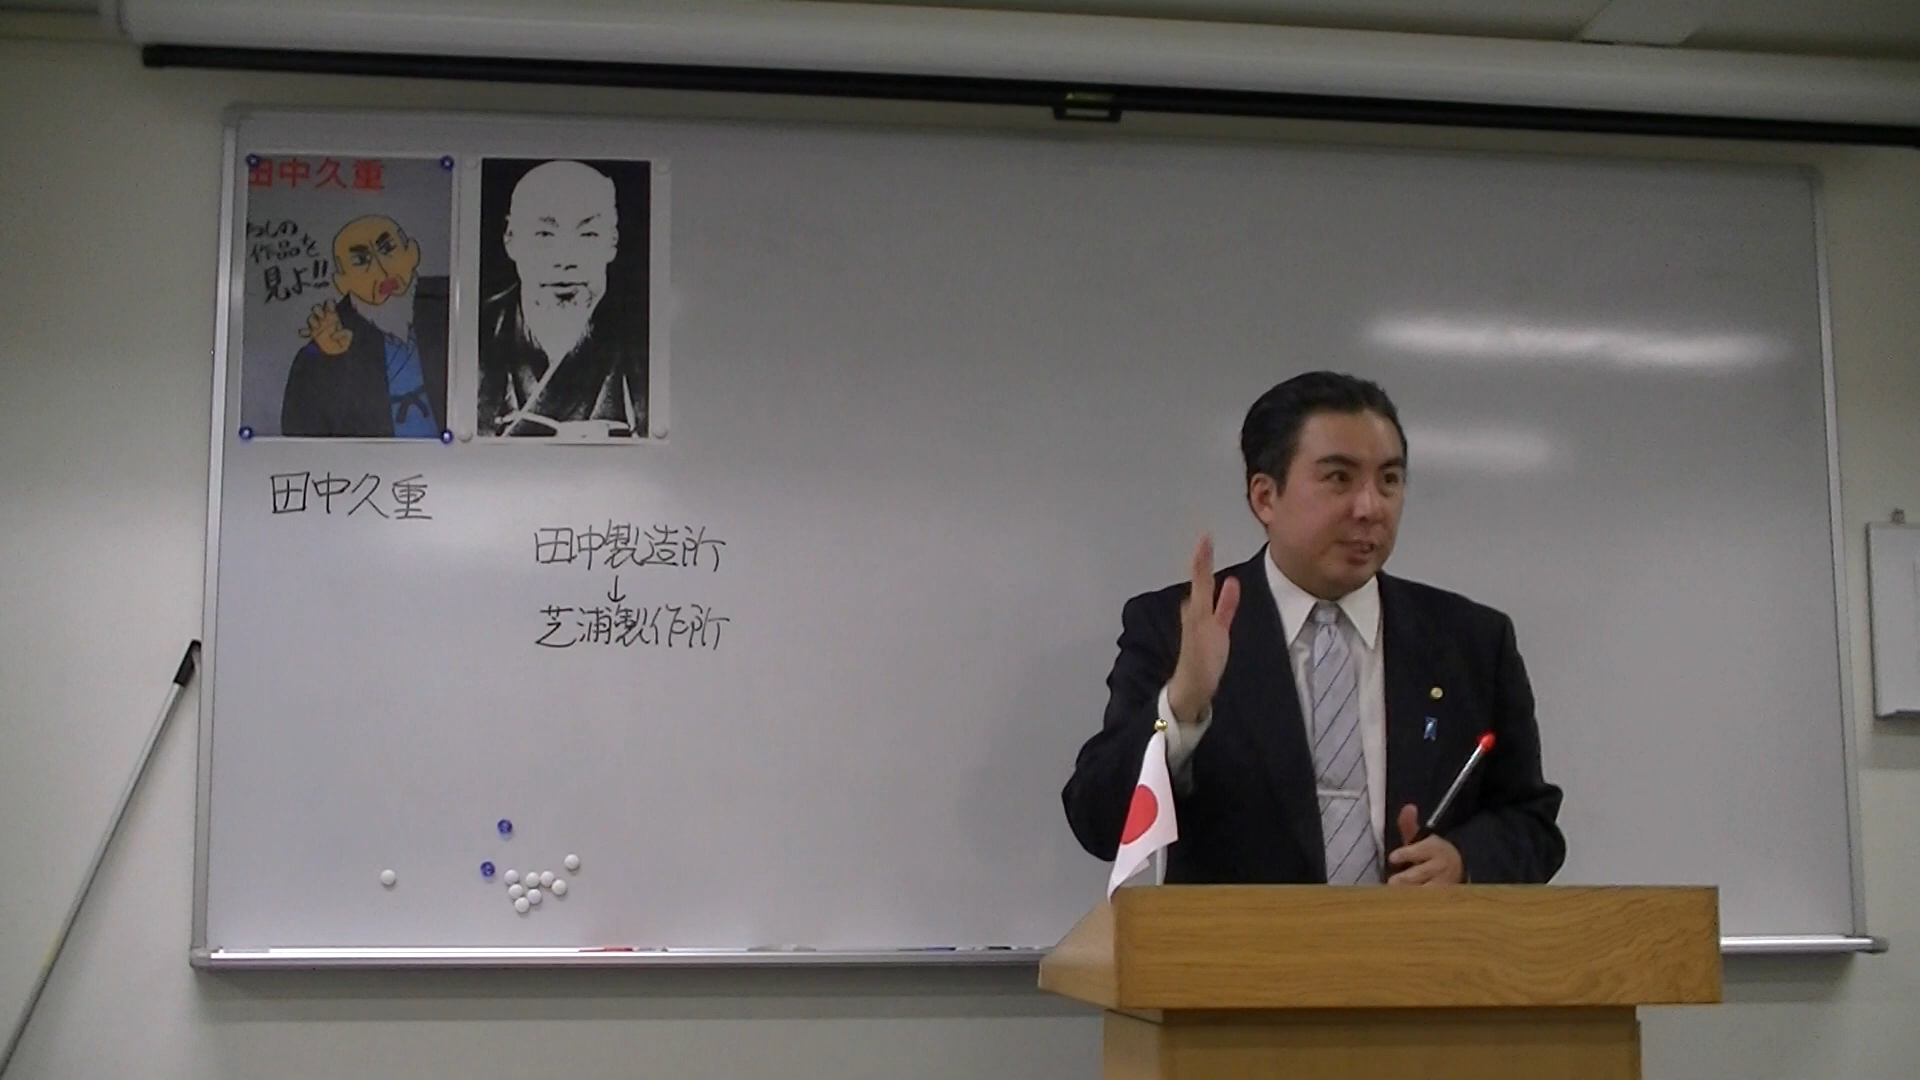 田中久重
わしの
作品を
見よ!!
田中久重
田中製造所
↓
芝浦製作所